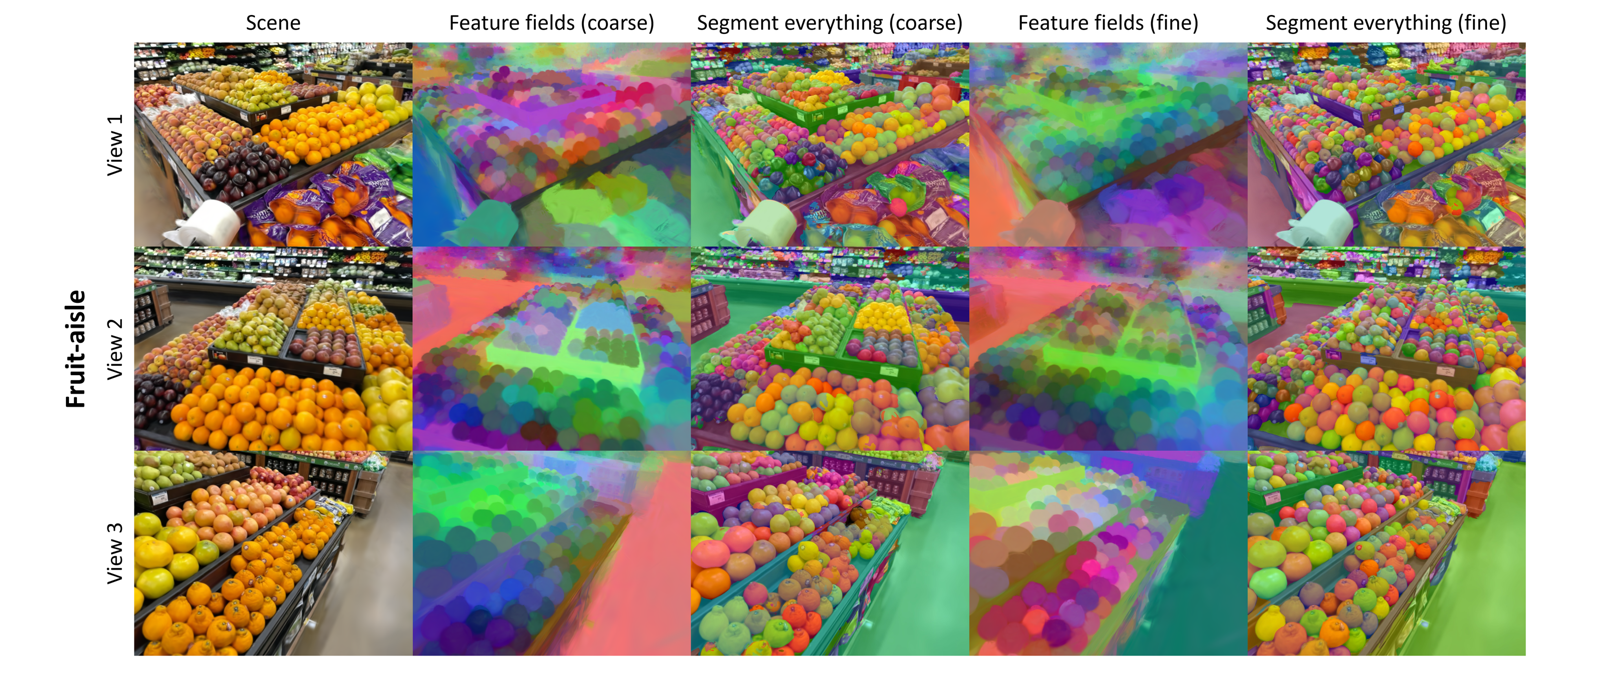 Scene
Feature fields (coarse)
Segment everything (coarse)
Feature fields (fine)
Segment everything (fine)
Fruit-aisle
View 1
View 2
View 3